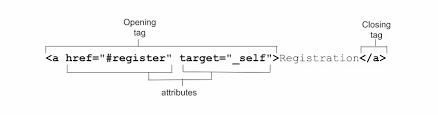 Opening
tag
Closing
tag
<a href="#register" target="_self">Registration</a>
attributes